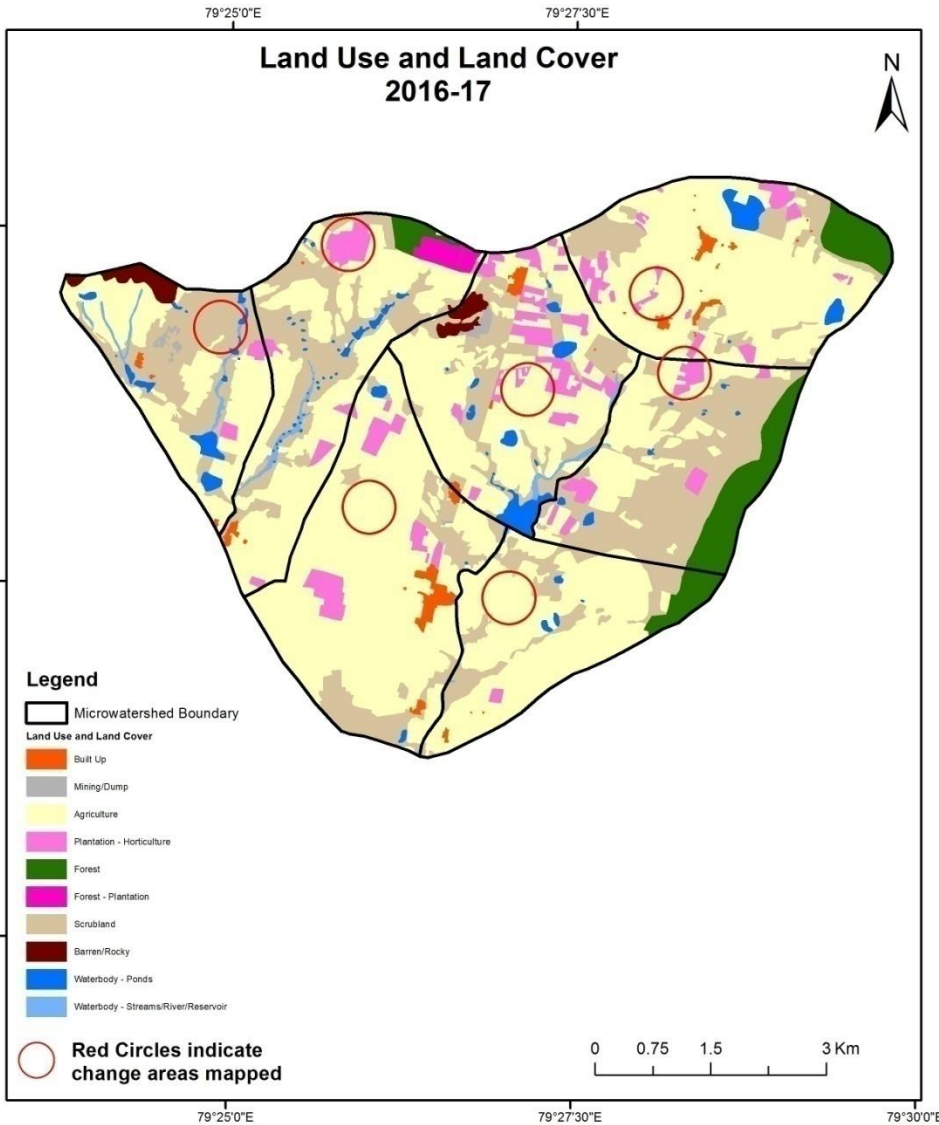 79°25'0"E 79°27'30"E
Land Use and Land Cover
2016-17
N
Legend
Microwatershed Boundary
Land Use and Land Cover
Built Up
Mining/Dump
Agriculture
Plantation - Horticulture
Forest
Forest - Plantation
Scrubland
Barren/Rocky
Waterbody - Ponds
Waterbody - Streams/River/Reservoir
Red Circles indicate
change areas mapped
0 0.75 1.5 3 Km
79°25'0"E 79°27'30"E 79°30'0"E